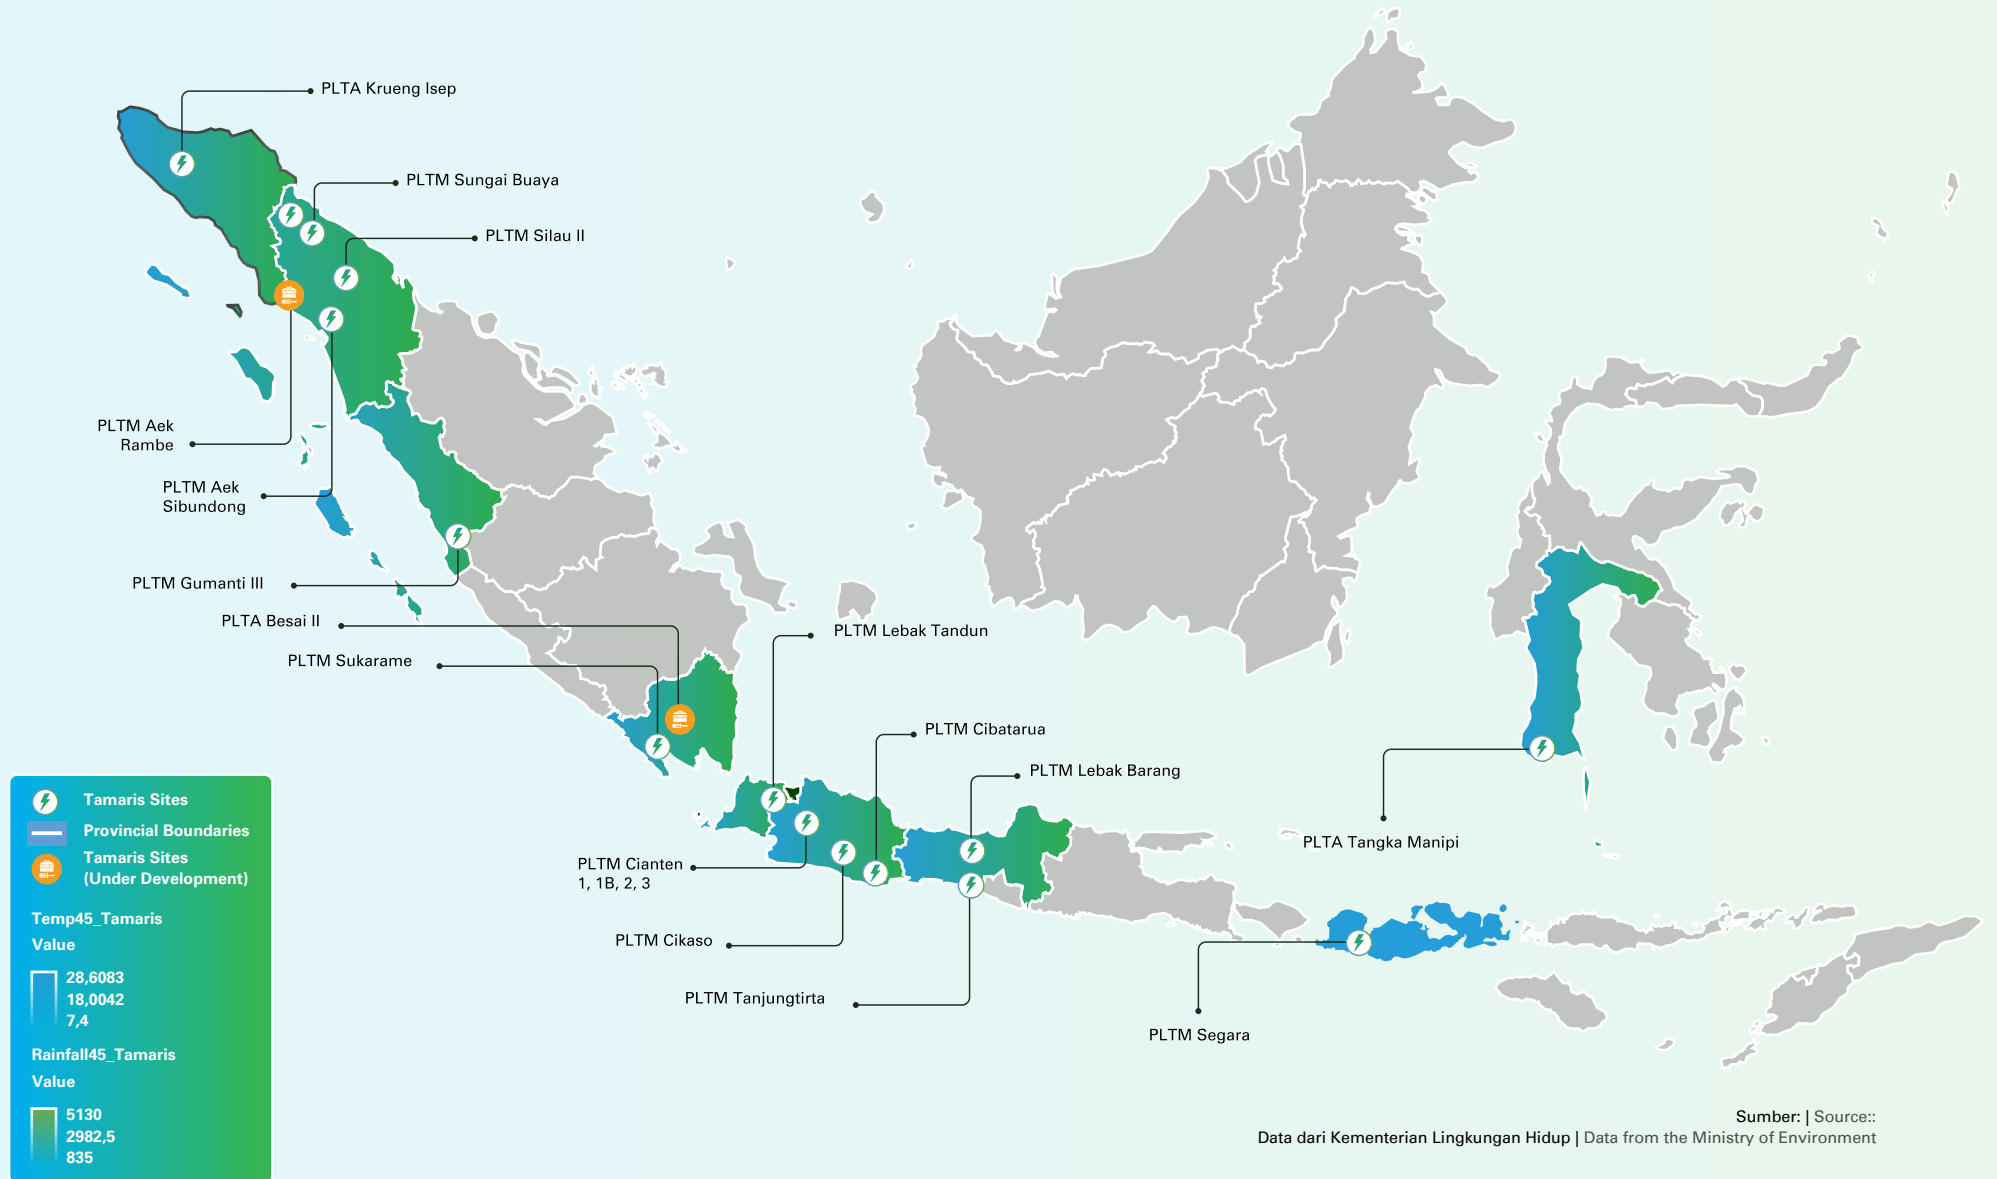 PLTA Krueng Isep
PLTM Sungai Buaya
PLTM Silau II
PLTM Aek
Rambe
PLTM Aek
Sibundong
PLTM Gumanti III
PLTA Besai II
PLTM Sukarame
PLTM Lebak Tandun
PLTM Cibatarua
PLTM Lebak Barang
PLTA Tangka Manipi
PLTM Cianten
1, 1B, 2, 3
PLTM Cikaso
PLTM Tanjungtirta
PLTM Segara
Tamaris Sites
Provincial Boundaries
Tamaris Sites
(Under Development)
Temp45_Tamaris
Value
28,6083
18,0042
7,4
Rainfall45_Tamaris
Value
5130
2982,5
835
Sumber: | Source::
Data dari Kementerian Lingkungan Hidup | Data from the Ministry of Environment